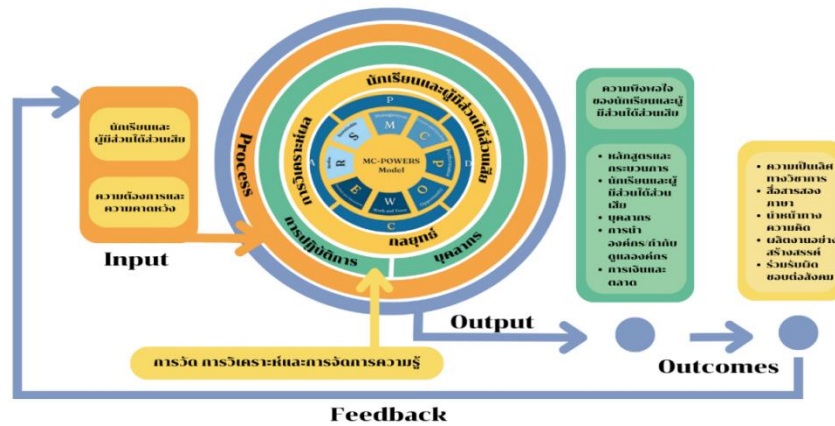 นักเรียนและ
ผู้มีส่วนได้ส่วนเสีย
ความต้องการและ
ความคาดหวัง
Input
Process
นักเรียนและผู้มีส่วนได้ส่วนเสีย
การวิเคราะห์ผล
กลยุทธ์
การปฏิบัติการ
บุคลากร
P
D
C
A
M
C
P
O
W
E
R
S
MC-POWERS
Model
การวัด การวิเคราะห์และการจัดการความรู้
Output
ความพึงพอใจ
ของนักเรียนและผู้
มีส่วนได้ส่วนเสีย
• หลักสูตรและ
กระบวนการ
• นักเรียนและผู้
มีส่วนได้ส่วน
เสีย
• บุคลากร
• การนำ
องค์กร/กำกับ
ดูแลองค์กร
• การเงินและ
ตลาด
Outcomes
• ความเป็นเลิศ
ทางวิชาการ
• สื่อสารสอง
ภาษา
• นำหน้าทาง
ความคิด
• ผลิตงานอย่าง
สร้างสรรค์
• ร่วมรับผิด
ชอบต่อสังคม
Feedback